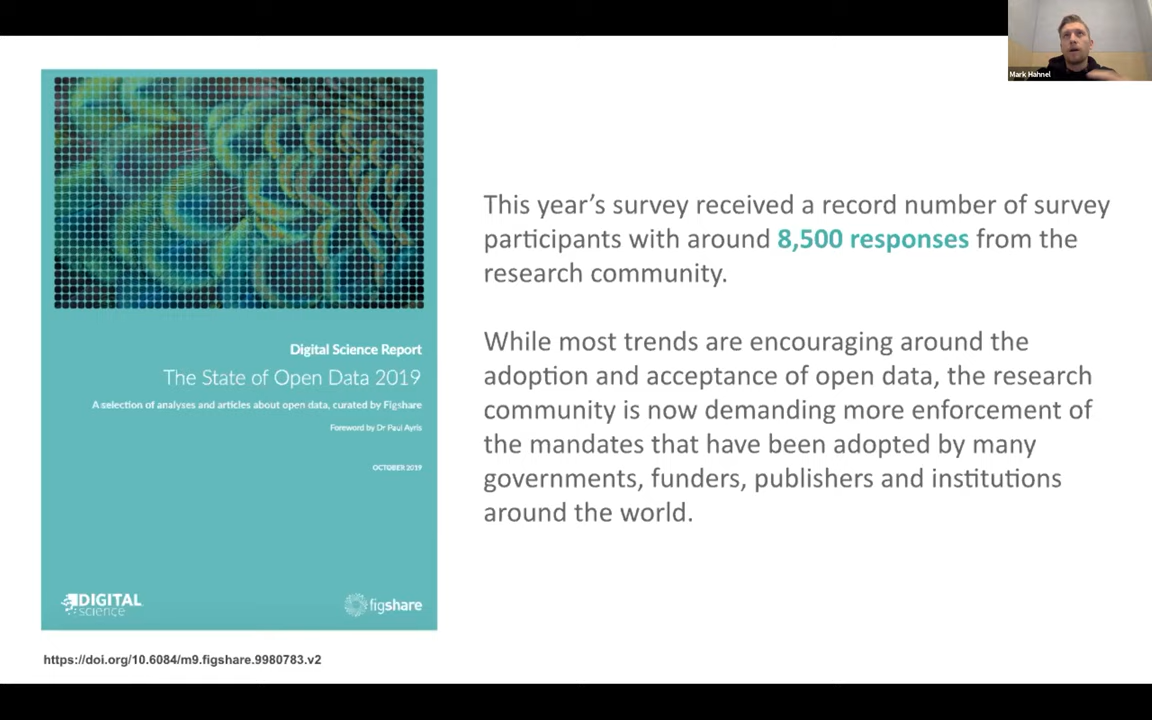 Mark Hahnel
Digital Science Report
The State of Open Data 2019
A selection of analyses and articles about open data, curated by Figshare
Foreword by Dr Paul Ayris
OCTOBER 2019
DIGITAL
science
figshare
https://doi.org/10.6084/m9.figshare.9980783.v2
This year’s survey received a record number of survey
participants with around 8,500 responses from the
research community.
While most trends are encouraging around the
adoption and acceptance of open data, the research
community is now demanding more enforcement of
the mandates that have been adopted by many
governments, funders, publishers and institutions
around the world.